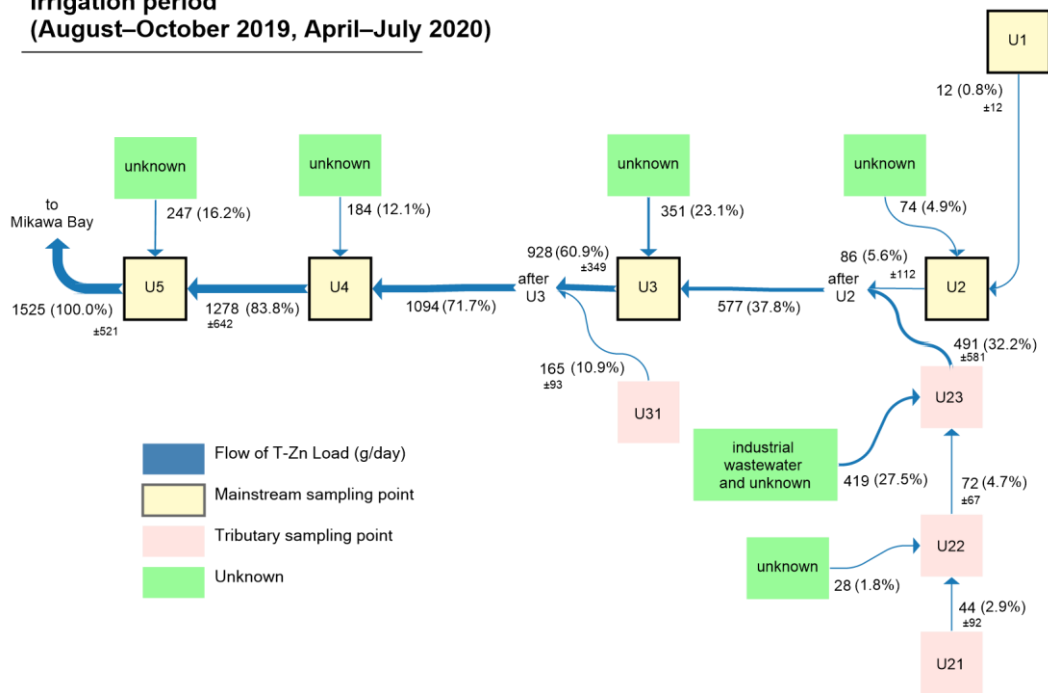 Irrigation period
(August–October 2019, April–July 2020)
U1
12 (0.8%)
±12
unknown
unknown
unknown
unknown
to
Mikawa Bay
247 (16.2%)
184 (12.1%)
351 (23.1%)
74 (4.9%)
928 (60.9%)
±349
86 (5.6%)
±112
U5
U4
after
U3
U3
after
U2
U2
1525 (100.0%)
±521
1278 (83.8%)
±642
1094 (71.7%)
577 (37.8%)
491 (32.2%)
±581
165 (10.9%)
±93
U31
U23
industrial
wastewater
and unknown
419 (27.5%)
72 (4.7%)
±67
U22
unknown
28 (1.8%)
44 (2.9%)
±92
U21
Flow of T-Zn Load (g/day)
Mainstream sampling point
Tributary sampling point
Unknown